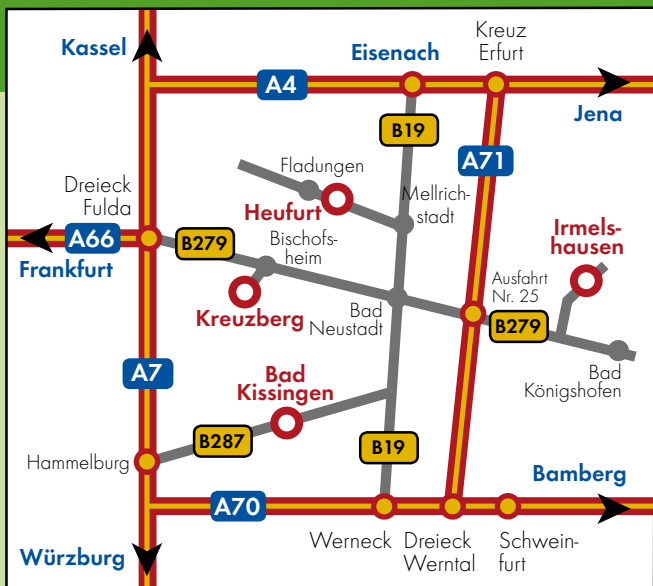 Kassel
Eisenach
Kreuz
Erfurt
A4
Jena
B19
A71
Fladungen
Heufurt
Mellrich-
stadt
Dreieck
Fulda
A66
Frankfurt
B279
Bischofs-
heim
Irmels-
hausen
Ausfahrt
Nr. 25
Kreuzberg
Bad
Neustadt
B279
Bad
Königshofen
A7
Bad
Kissingen
B287
B19
Hammelburg
A70
Bamberg
Würzburg
Werneck
Dreieck
Werntal
Schwein-
furt